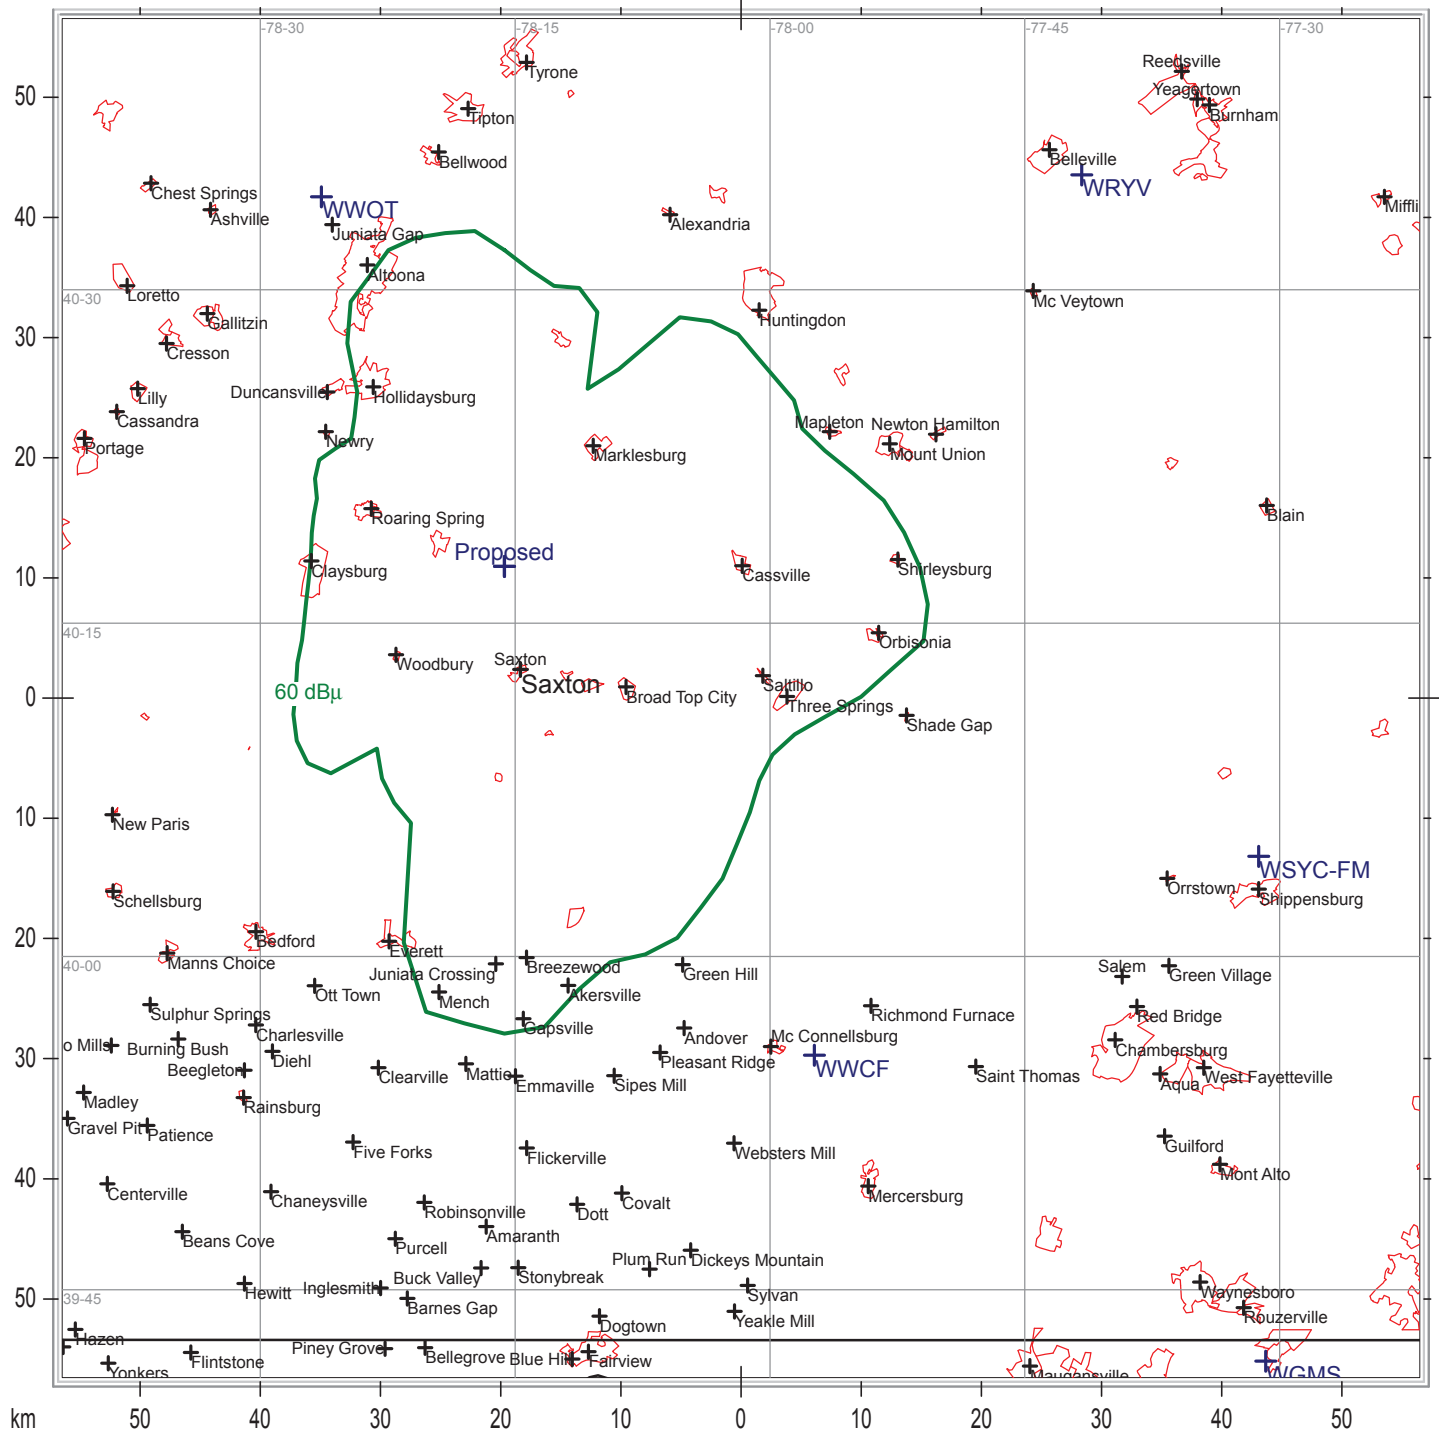 -78-30
-78-15
-78-00
-77-45
-77-30
Tyrone
Reedsville
Yeagertown
Burnham
50
Tipton
Bellwood
Belleville
WRYV
Chest Springs
Ashville
WWOT
Juniata Gap
Alexandria
Miffli
40
Altoona
Loretto
40-30
Huntingdon
Mc Veytown
Gallitzin
Cresson
30
Duncansville
Hollidaysburg
Lilly
Cassandra
Portage
Newry
Marklesburg
Mapleton
Newton Hamilton
Mount Union
20
Roaring Spring
Blain
Proposed
Claysburg
Cassville
Shirleysburg
10
40-15
Orbisonia
Woodbury
Saxton
Saxton
Broad Top City
Saltillo
Three Springs
Shade Gap
60 dBµ
0
New Paris
10
WSYC-FM
Orrstown
Shippensburg
Schellsburg
Bedford
Everett
20
Manns Choice
40-00
Juniata Crossing
Breezewood
Green Hill
Salem
Green Village
Ott Town
Mench
Akersville
Sulphur Springs
Gapsville
Richmond Furnace
Red Bridge
Charlesville
Andover
Mc Connellsburg
o Mills
Burning Bush
Diehl
Chambersburg
30
Beegleton
Clearville
Mattie
Emmaville
Sipes Mill
Pleasant Ridge
WWCF
Saint Thomas
Aqua
West Fayetteville
Madley
Rainsburg
Gravel Pit
Patience
Five Forks
Flickerville
Websters Mill
Guilford
Mont Alto
40
Centerville
Chaneysville
Robinsonville
Covalt
Dott
Mercersburg
Beans Cove
Purcell
Amaranth
Plum Run
Dickeys Mountain
Buck Valley
Stonybreak
Hewitt
Inglesmith
Barnes Gap
Sylvan
Waynesboro
Rouzerville
50
39-45
Dogtown
Yeakle Mill
Hazen
Yonkers
Flintstone
Piney Grove
Bellegrove
Blue Hill
Fairview
Maugansville
WGMS
km
50
40
30
20
10
0
10
20
30
40
50